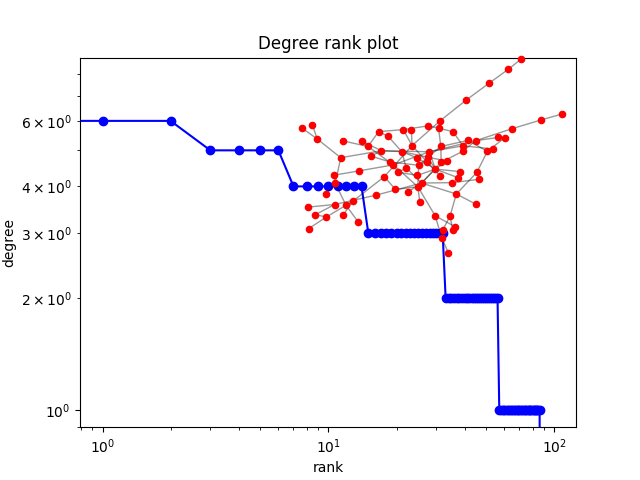 Degree rank plot
degree
6 × 10⁰
4 × 10⁰
3 × 10⁰
2 × 10⁰
10⁰
10⁰ 10¹ 10²
rank